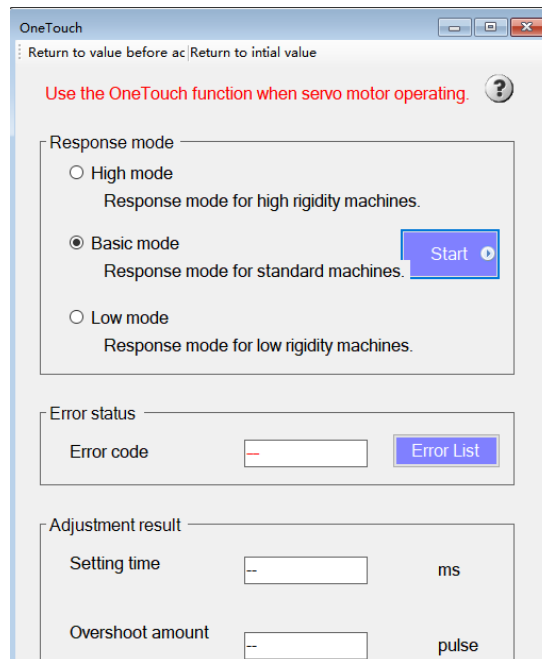 OneTouch
Return to value before ac Return to intial value
Use the OneTouch function when servo motor operating.
?
Response mode
High mode
Response mode for high rigidity machines.
Basic mode
Start
Response mode for standard machines.
Low mode
Response mode for low rigidity machines.
Error status
Error code -- Error List
Adjustment result
Setting time -- ms
Overshoot amount -- pulse